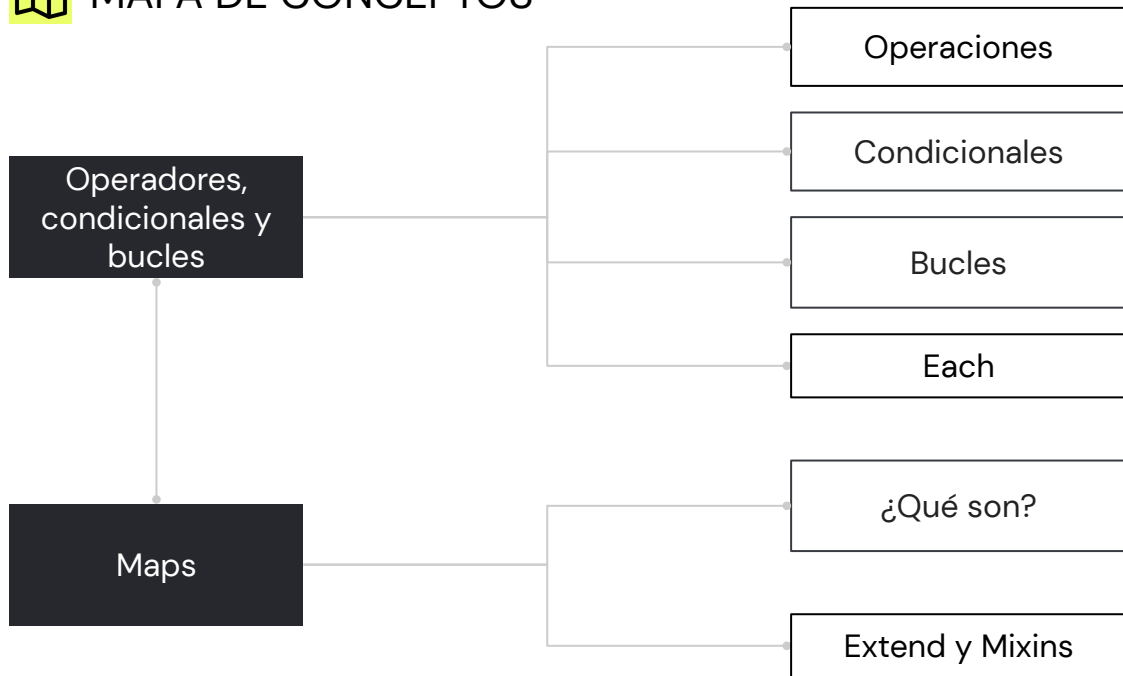 MAPA DE CONCEPTOS
Operaciones
Condicionales
Operadores,
condicionales y
bucles
Bucles
Each
¿Qué son?
Maps
Extend y Mixins